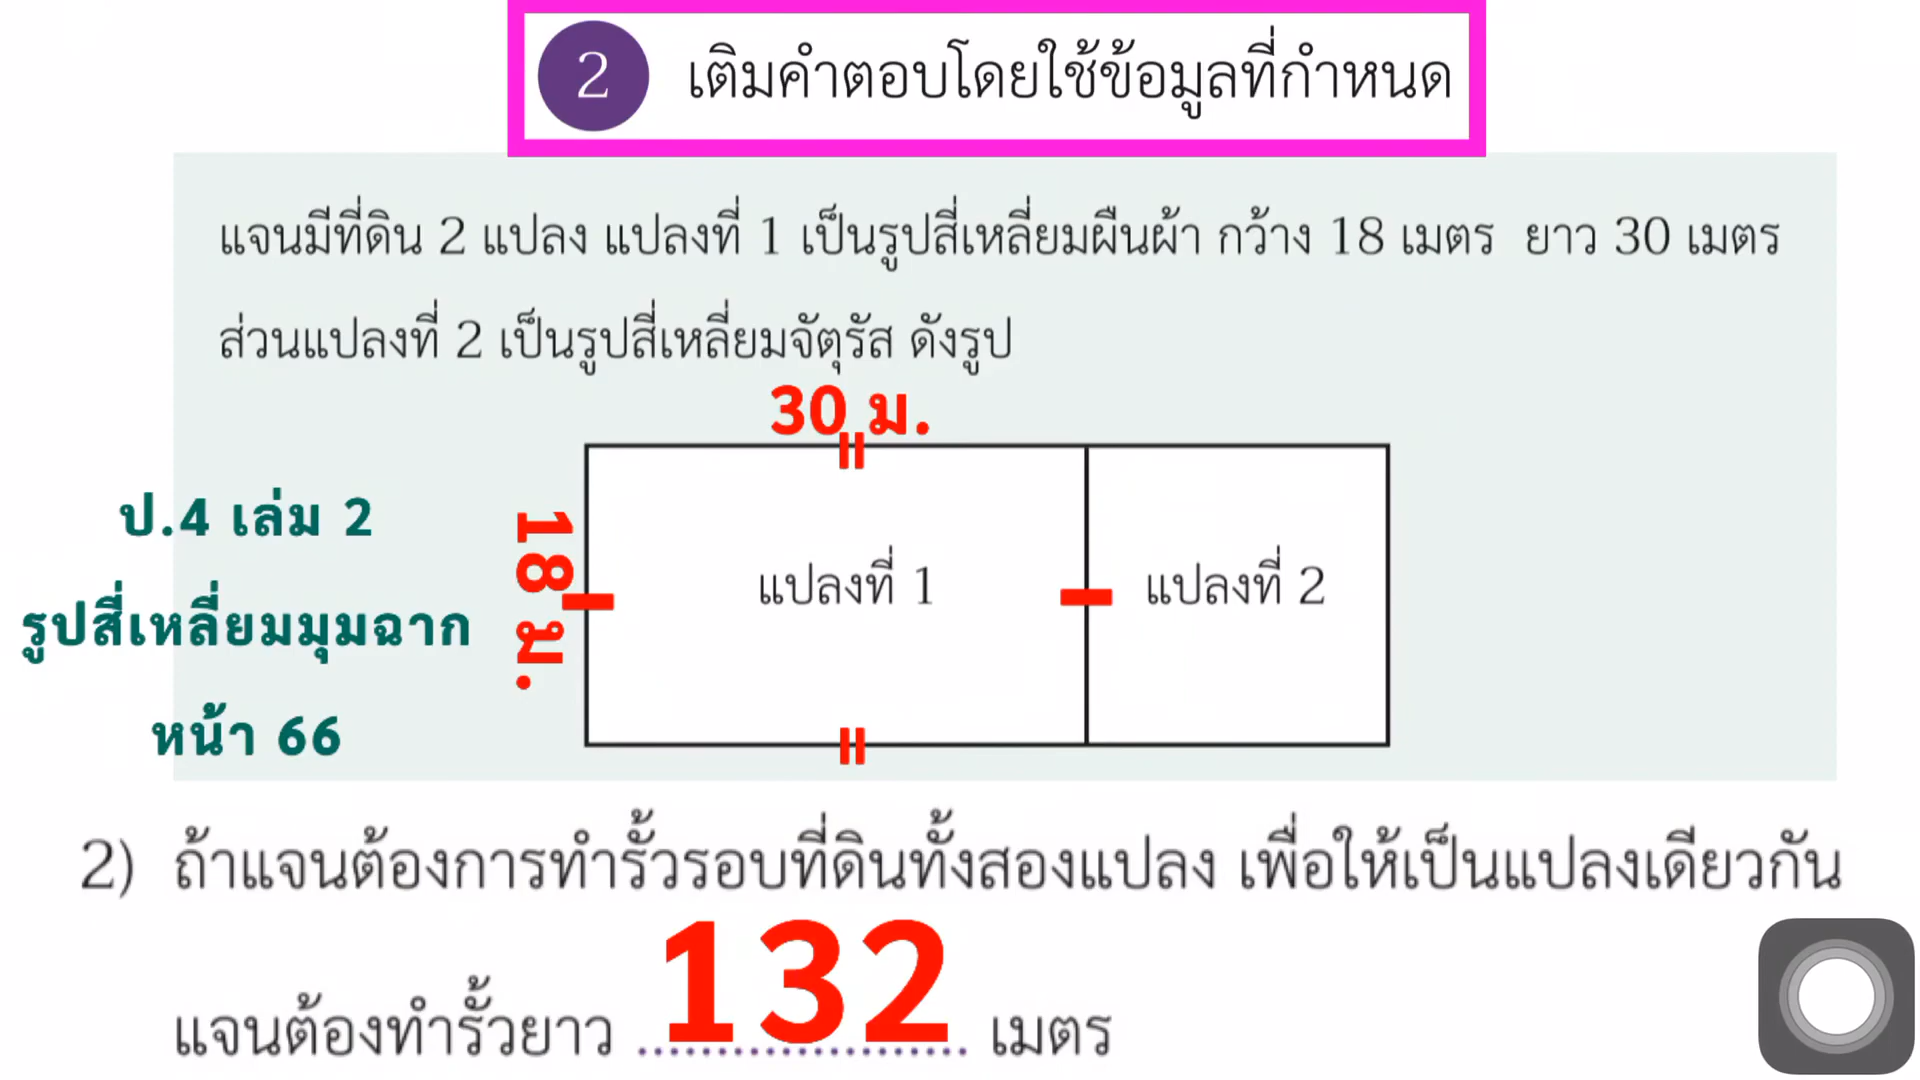 2 เติมคำตอบโดยใช้ข้อมูลที่กำหนด
แจนมีที่ดิน 2 แปลง แปลงที่ 1 เป็นรูปสี่เหลี่ยมผืนผ้า กว้าง 18 เมตร ยาว 30 เมตร
ส่วนแปลงที่ 2 เป็นรูปสี่เหลี่ยมจัตุรัส ดังรูป
30 ม.
18 ม.
แปลงที่ 1
แปลงที่ 2
ป.4 เล่ม 2
รูปสี่เหลี่ยมมุมฉาก
หน้า 66
2) ถ้าแจนต้องการทำรั้วรอบที่ดินทั้งสองแปลง เพื่อให้เป็นแปลงเดียวกัน
แจนต้องทำรั้วยาว 132 เมตร